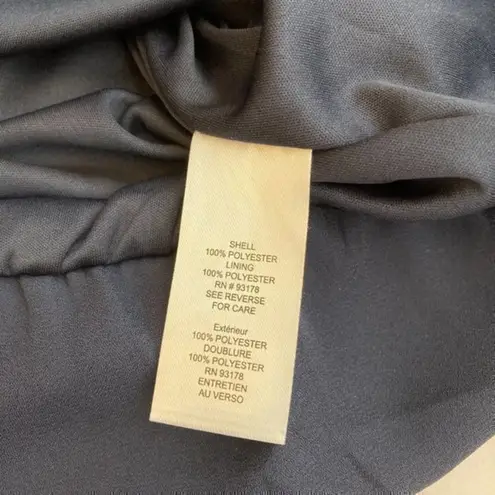 SHELL
100% POLYESTER
LINING
100% POLYESTER
RN # 93178
SEE REVERSE
FOR CARE
Extérieur
100% POLYESTER
DOUBLURE
100% POLYESTER
RN 93178
ENTRETIEN
AU VERSO